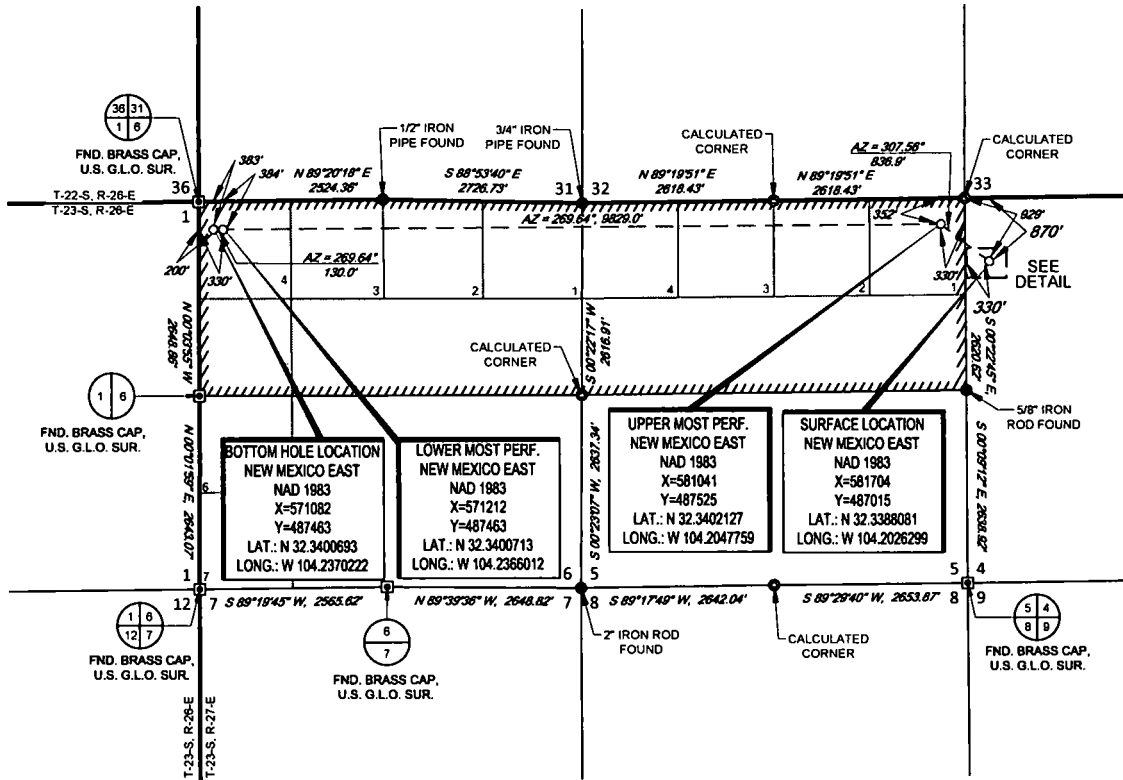 36 31
1 6
FND. BRASS CAP,
U.S. G.L.O. SUR.
1/2" IRON
PIPE FOUND
3/4" IRON
PIPE FOUND
CALCULATED
CORNER
AZ = 307.56°
836.9'
CALCULATED
CORNER
383'
384'
N 89°20'18" E
2524.36'
S 88°53'40" E
2726.73'
N 89°19'51" E
2618.43'
N 89°19'51" E
2618.43'
36
31
32
33
T-22-S, R-26-E
T-23-S, R-26-E
1
AZ = 269.64°, 9829.0'
352'
929'
870'
200'
330'
AZ = 269.64°
130.0'
330'
SEE
DETAIL
330'
4
3
2
1
4
3
2
1
N 00°03'55" W
2648.86'
S 00°22'17" W
2616.91'
S 00°22'45" E,
2620.62'
CALCULATED
CORNER
1 6
FND. BRASS CAP,
U.S. G.L.O. SUR.
5/8" IRON
ROD FOUND
N 00°01'59" E, 2643.07'
6
BOTTOM HOLE LOCATION
NEW MEXICO EAST
NAD 1983
X=571082
Y=487463
LAT.: N 32.3400693
LONG.: W 104.2370222
LOWER MOST PERF.
NEW MEXICO EAST
NAD 1983
X=571212
Y=487463
LAT.: N 32.3400713
LONG.: W 104.2366012
S 00°23'07" W, 2637.34'
UPPER MOST PERF.
NEW MEXICO EAST
NAD 1983
X=581041
Y=487525
LAT.: N 32.3402127
LONG.: W 104.2047759
SURFACE LOCATION
NEW MEXICO EAST
NAD 1983
X=581704
Y=487015
LAT.: N 32.3388081
LONG.: W 104.2026299
1
7
6
5
5
4
12
7
7
8
8
9
S 89°19'45" W, 2565.62'
N 89°39'36" W, 2648.82'
S 89°17'49" W, 2642.04'
S 89°29'40" W, 2653.87'
1 6
12 7
FND. BRASS CAP,
U.S. G.L.O. SUR.
6
7
FND. BRASS CAP,
U.S. G.L.O. SUR.
2" IRON ROD
FOUND
CALCULATED
CORNER
5 4
8 9
FND. BRASS CAP,
U.S. G.L.O. SUR.
T-23-S, R-26-E
T-23-S, R-27-E